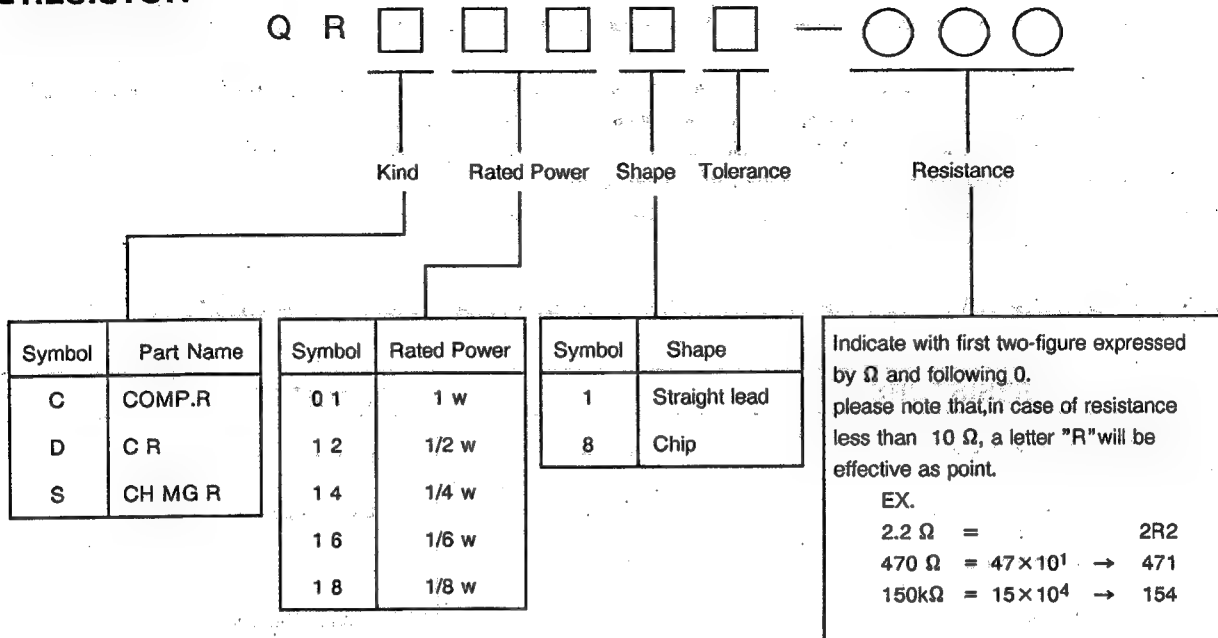 Q R □ □ □ □ □ — ○ ○ ○
Kind Rated Power Shape Tolerance Resistance
Symbol Part Name
C COMP.R
D C R
S CH MG R
Symbol Rated Power
0 1 1 w
1 2 1/2 w
1 4 1/4 w
1 6 1/6 w
1 8 1/8 w
Symbol Shape
1 Straight lead
8 Chip
Indicate with first two-figure expressed
by Ω and following 0.
please note that,in case of resistance
less than 10 Ω, a letter "R"will be
effective as point.
EX.
2.2 Ω = 2R2
470 Ω = 47×10¹ → 471
150kΩ = 15×10⁴ → 154